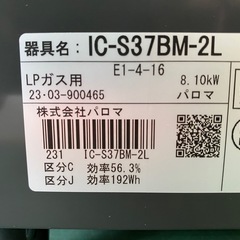 器具名： IC-S37BM-2L
E1-4-16
LPガス用 8.10kW
23·03-900465 パロマ
株式会社パロマ
231 IC-S37BM-2L
区分C 効率56.3%
区分J 効率192Wh